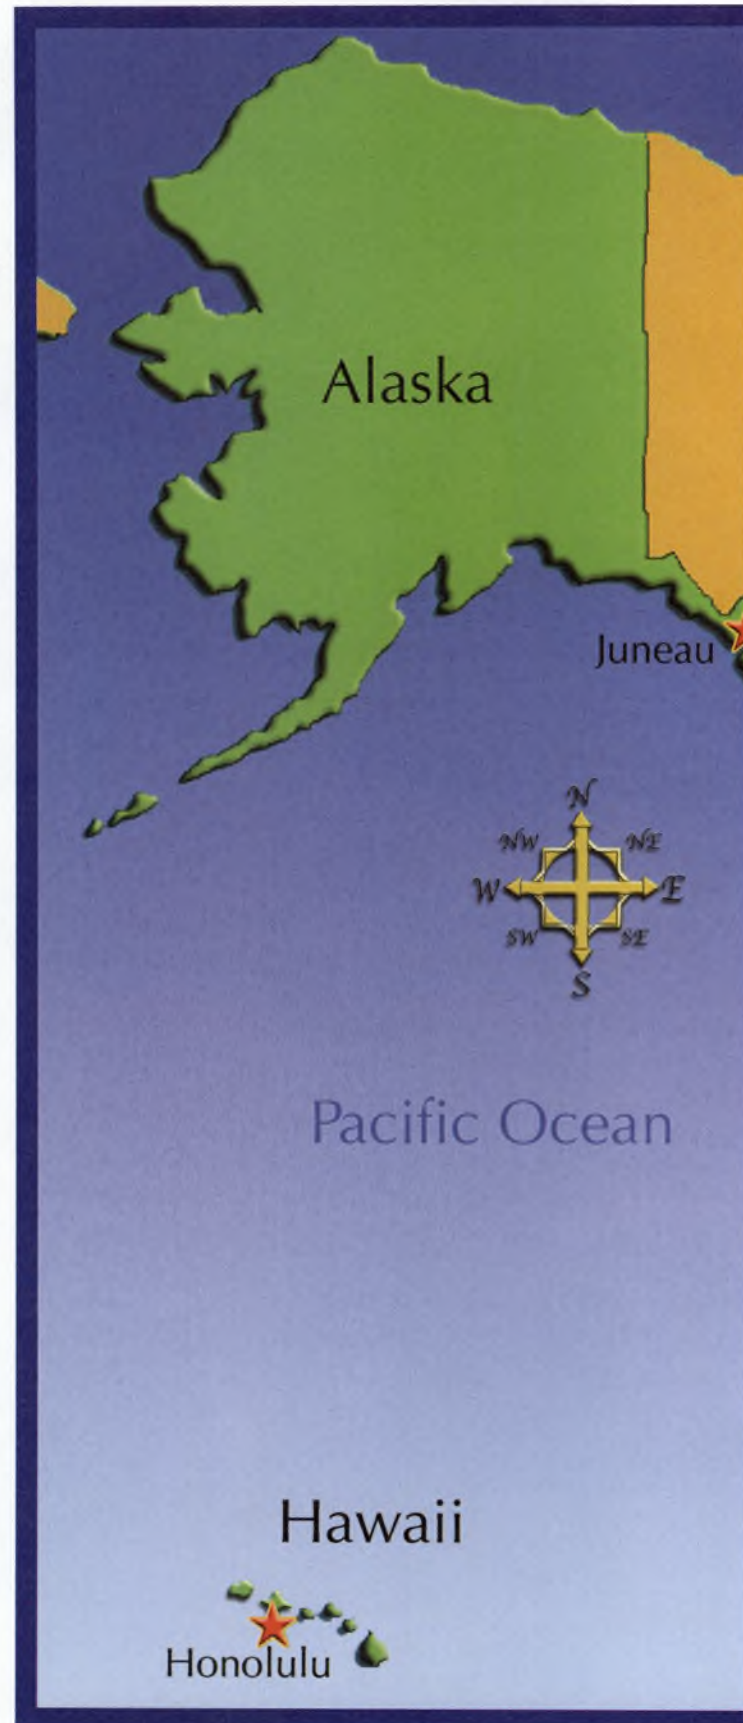 Alaska
Juneau
N
NW NE
W E
SW SE
S
Pacific Ocean
Hawaii
Honolulu